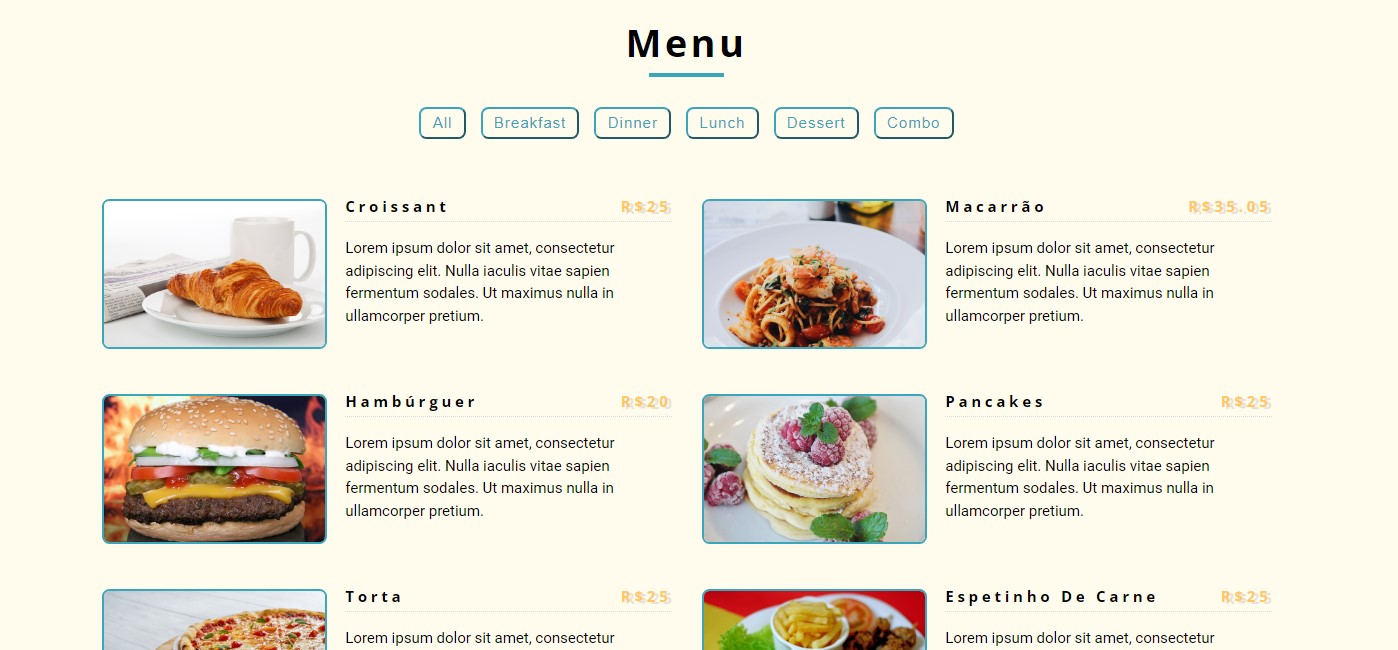 Menu
All Breakfast Dinner Lunch Dessert Combo
Croissant R$25
Lorem ipsum dolor sit amet, consectetur
adipiscing elit. Nulla iaculis vitae sapien
fermentum sodales. Ut maximus nulla in
ullamcorper pretium.
Macarrão R$35.05
Lorem ipsum dolor sit amet, consectetur
adipiscing elit. Nulla iaculis vitae sapien
fermentum sodales. Ut maximus nulla in
ullamcorper pretium.
Hambúrguer R$20
Lorem ipsum dolor sit amet, consectetur
adipiscing elit. Nulla iaculis vitae sapien
fermentum sodales. Ut maximus nulla in
ullamcorper pretium.
Pancakes R$25
Lorem ipsum dolor sit amet, consectetur
adipiscing elit. Nulla iaculis vitae sapien
fermentum sodales. Ut maximus nulla in
ullamcorper pretium.
Torta R$25
Lorem ipsum dolor sit amet, consectetur
Espetinho De Carne R$25
Lorem ipsum dolor sit amet, consectetur